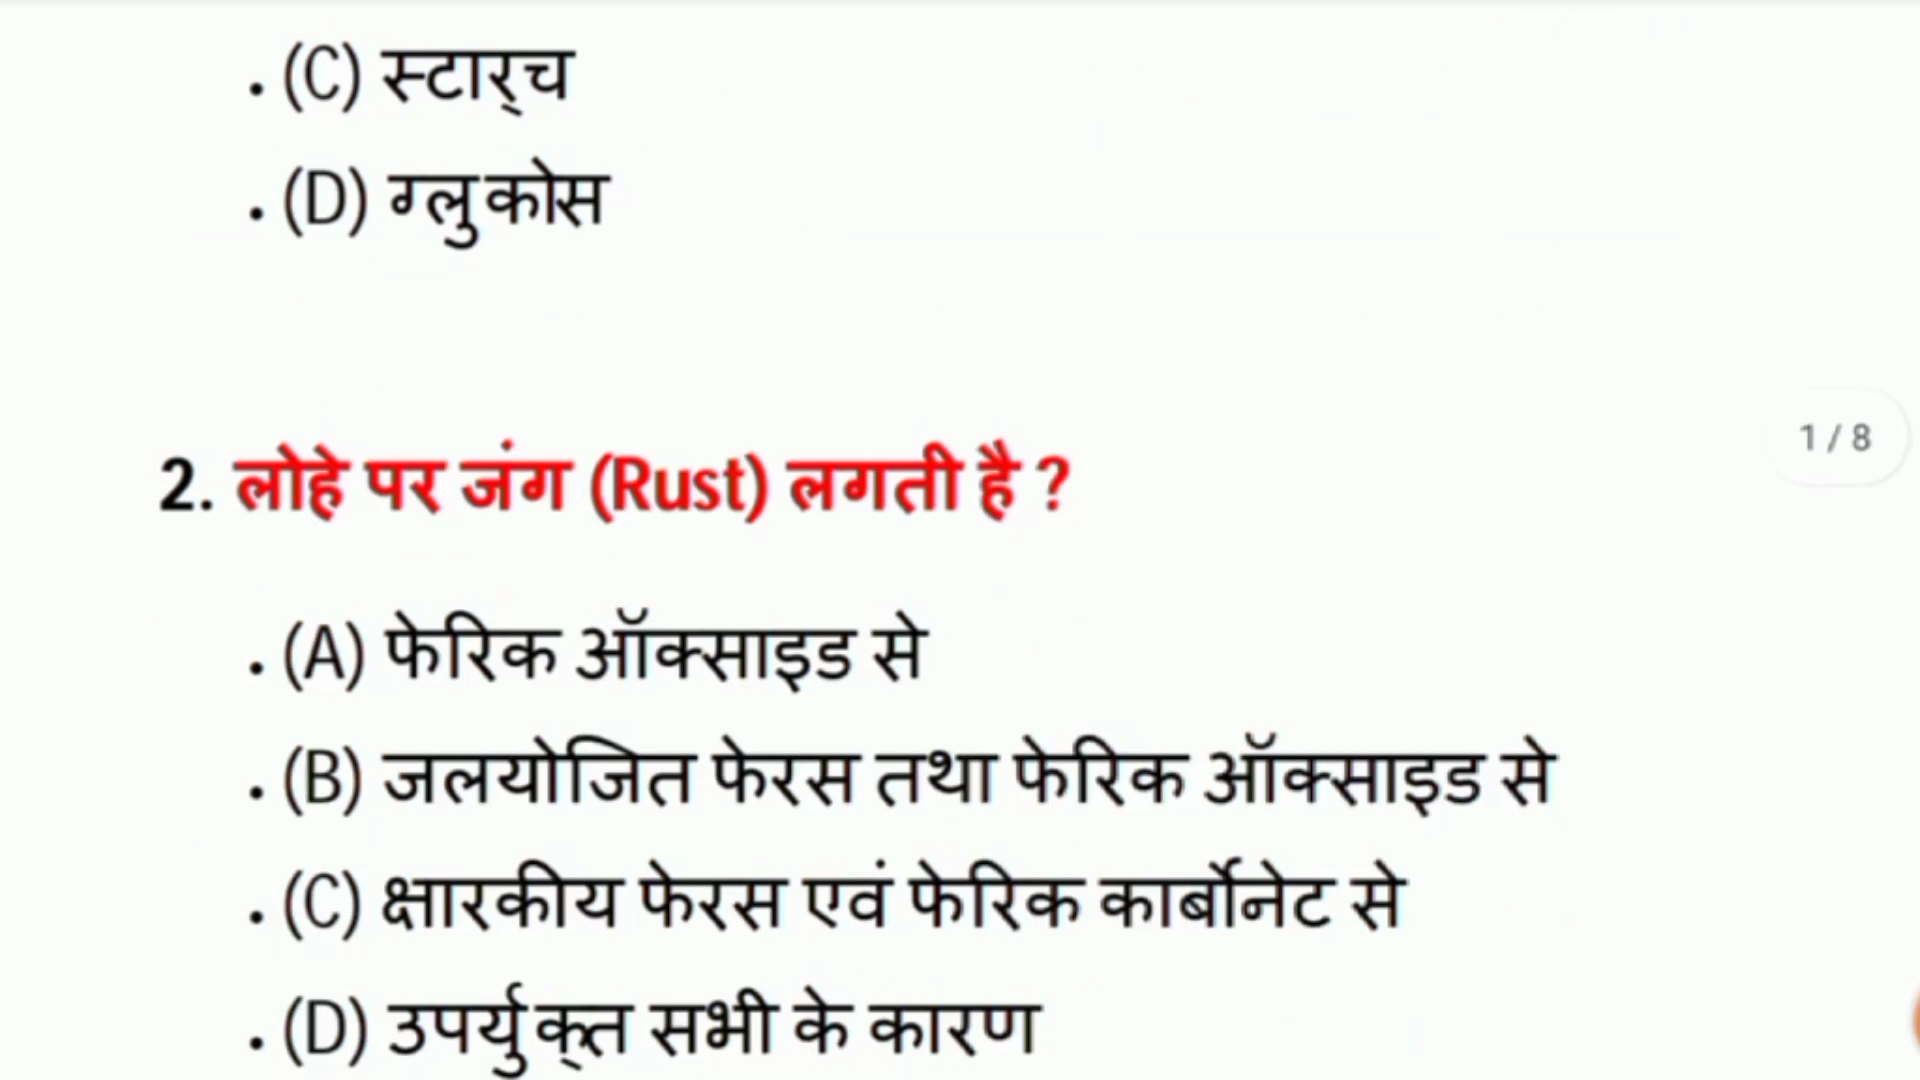 . (C) स्टार्‌च
. (D) ग्लुकोस
1 / 8
2. लोहे पर जंग (Rust) लगती है ?
. (A) फेरिक ऑक्साइड से
. (B) जलयोजित फेरस तथा फेरिक ऑक्साइड से
. (C) क्षारकीय फेरस एवं फेरिक कार्बोनेट से
. (D) उपर्युक्त सभी के कारण